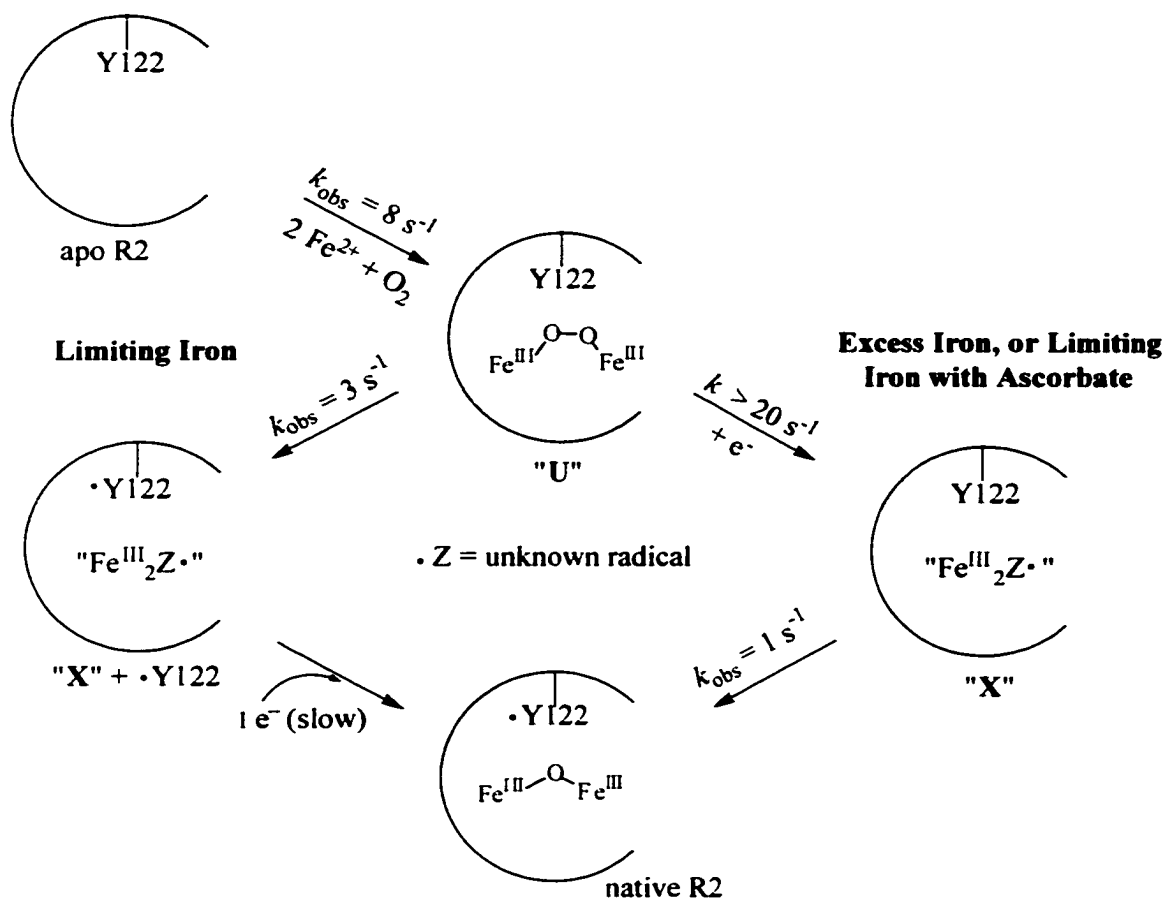 Y122
apo R2
k_obs = 8 s^-1
2 Fe^2+ + O_2
Y122
O—O
Fe^III Fe^III
"U"
Limiting Iron
k_obs = 3 s^-1
Excess Iron, or Limiting
Iron with Ascorbate
k > 20 s^-1
+ e^-
•Y122
"Fe^III_2Z•"
"X" + •Y122
• Z = unknown radical
Y122
"Fe^III_2Z•"
"X"
1 e^– (slow)
k_obs = 1 s^-1
•Y122
O
Fe^III Fe^III
native R2